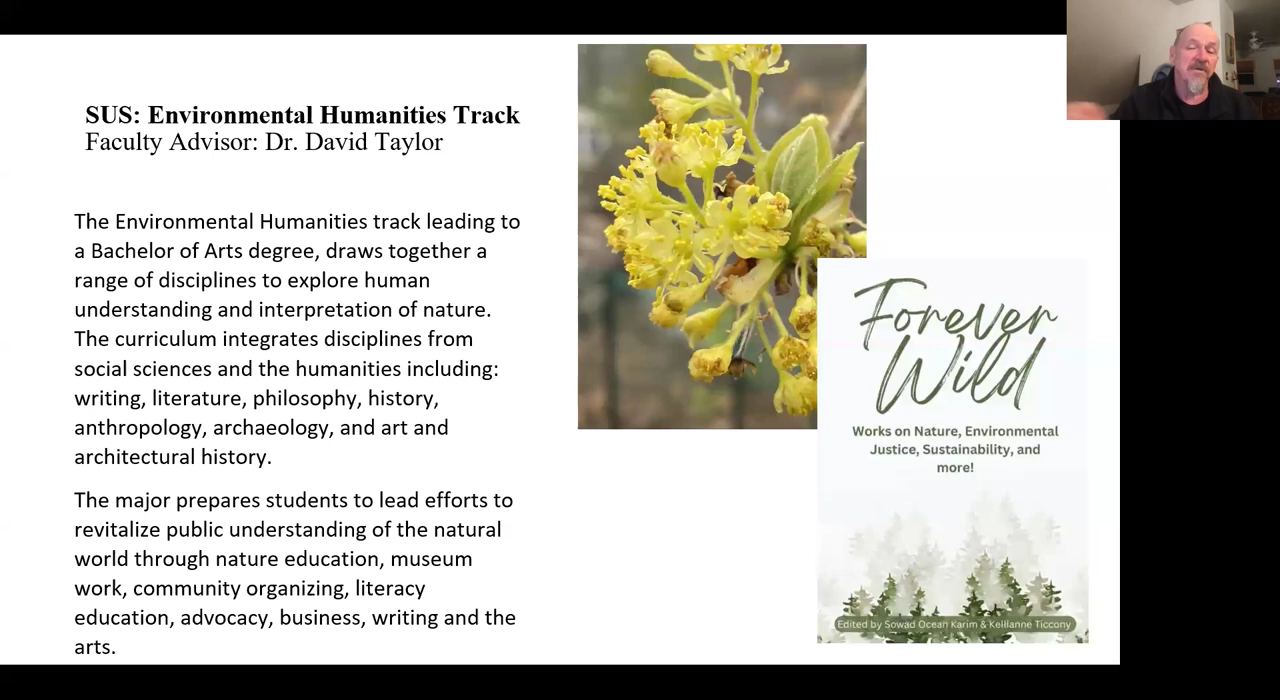 SUS: Environmental Humanities Track
Faculty Advisor: Dr. David Taylor
The Environmental Humanities track leading to
a Bachelor of Arts degree, draws together a
range of disciplines to explore human
understanding and interpretation of nature.
The curriculum integrates disciplines from
social sciences and the humanities including:
writing, literature, philosophy, history,
anthropology, archaeology, and art and
architectural history.
The major prepares students to lead efforts to
revitalize public understanding of the natural
world through nature education, museum
work, community organizing, literacy
education, advocacy, business, writing and the
arts.
Forever
Wild
Works on Nature, Environmental
Justice, Sustainability, and
more!
Edited by Sowad Ocean Karim & Kellianne Ticcony